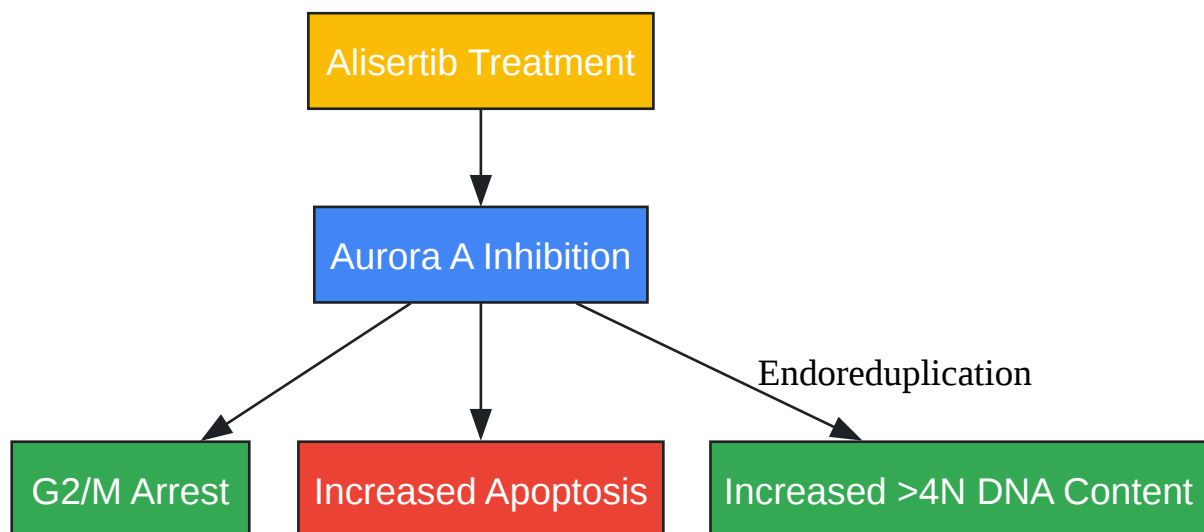 Alisertib Treatment
Aurora A Inhibition
Endoreduplication
G2/M Arrest
Increased Apoptosis
Increased >4N DNA Content